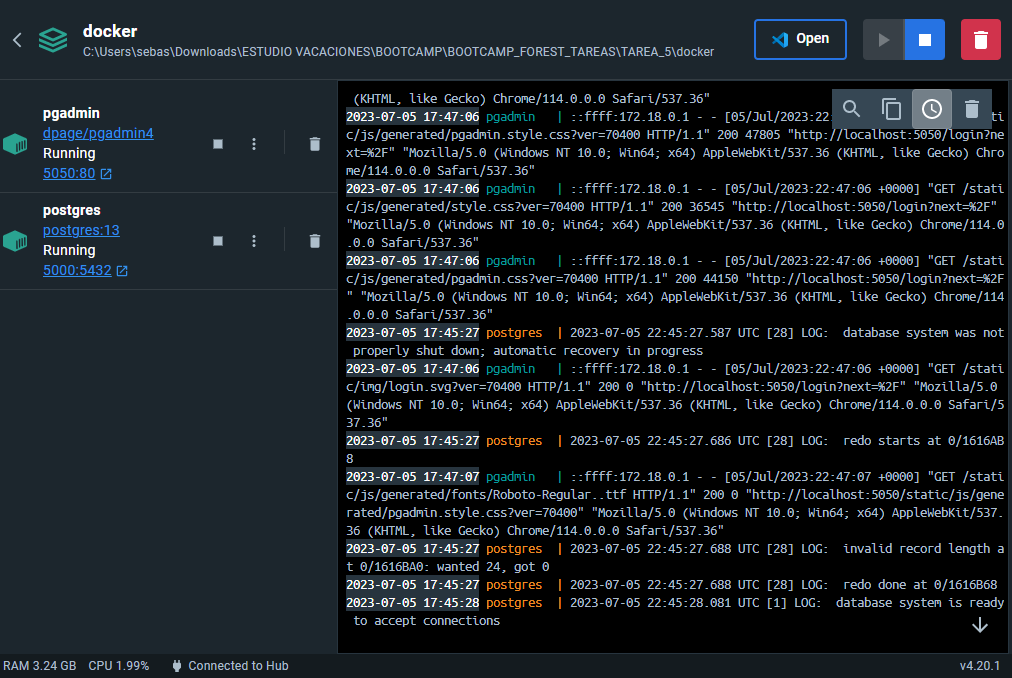 docker
C:\Users\sebas\Downloads\ESTUDIO VACACIONES\BOOTCAMP\BOOTCAMP_FOREST_TAREAS\TAREA_5\docker
Open
pgadmin
dpage/pgadmin4
Running
5050:80
postgres
postgres:13
Running
5000:5432
(KHTML, like Gecko) Chrome/114.0.0.0 Safari/537.36"
2023-07-05 17:47:06 pgadmin | ::ffff:172.18.0.1 - - [05/Jul/2023:22 ti
c/js/generated/pgadmin.style.css?ver=70400 HTTP/1.1" 200 47805 "http://localhost:5050/login?ne
xt=%2F" "Mozilla/5.0 (Windows NT 10.0; Win64; x64) AppleWebKit/537.36 (KHTML, like Gecko) Chro
me/114.0.0.0 Safari/537.36"
2023-07-05 17:47:06 pgadmin | ::ffff:172.18.0.1 - - [05/Jul/2023:22:47:06 +0000] "GET /stati
c/js/generated/style.css?ver=70400 HTTP/1.1" 200 36545 "http://localhost:5050/login?next=%2F"
"Mozilla/5.0 (Windows NT 10.0; Win64; x64) AppleWebKit/537.36 (KHTML, like Gecko) Chrome/114.0
.0.0 Safari/537.36"
2023-07-05 17:47:06 pgadmin | ::ffff:172.18.0.1 - - [05/Jul/2023:22:47:06 +0000] "GET /stati
c/js/generated/pgadmin.css?ver=70400 HTTP/1.1" 200 44150 "http://localhost:5050/login?next=%2F
" "Mozilla/5.0 (Windows NT 10.0; Win64; x64) AppleWebKit/537.36 (KHTML, like Gecko) Chrome/114
.0.0.0 Safari/537.36"
2023-07-05 17:45:27 postgres | 2023-07-05 22:45:27.587 UTC [28] LOG: database system was not
properly shut down; automatic recovery in progress
2023-07-05 17:47:06 pgadmin | ::ffff:172.18.0.1 - - [05/Jul/2023:22:47:06 +0000] "GET /stati
c/img/login.svg?ver=70400 HTTP/1.1" 200 0 "http://localhost:5050/login?next=%2F" "Mozilla/5.0
(Windows NT 10.0; Win64; x64) AppleWebKit/537.36 (KHTML, like Gecko) Chrome/114.0.0.0 Safari/5
37.36"
2023-07-05 17:45:27 postgres | 2023-07-05 22:45:27.686 UTC [28] LOG: redo starts at 0/1616AB
8
2023-07-05 17:47:07 pgadmin | ::ffff:172.18.0.1 - - [05/Jul/2023:22:47:07 +0000] "GET /stati
c/js/generated/fonts/Roboto-Regular..ttf HTTP/1.1" 200 0 "http://localhost:5050/static/js/gene
rated/pgadmin.style.css?ver=70400" "Mozilla/5.0 (Windows NT 10.0; Win64; x64) AppleWebKit/537.
36 (KHTML, like Gecko) Chrome/114.0.0.0 Safari/537.36"
2023-07-05 17:45:27 postgres | 2023-07-05 22:45:27.688 UTC [28] LOG: invalid record length a
t 0/1616BA0: wanted 24, got 0
2023-07-05 17:45:27 postgres | 2023-07-05 22:45:27.688 UTC [28] LOG: redo done at 0/1616B68
2023-07-05 17:45:28 postgres | 2023-07-05 22:45:28.081 UTC [1] LOG: database system is ready
to accept connections
RAM 3.24 GB CPU 1.99% Connected to Hub v4.20.1